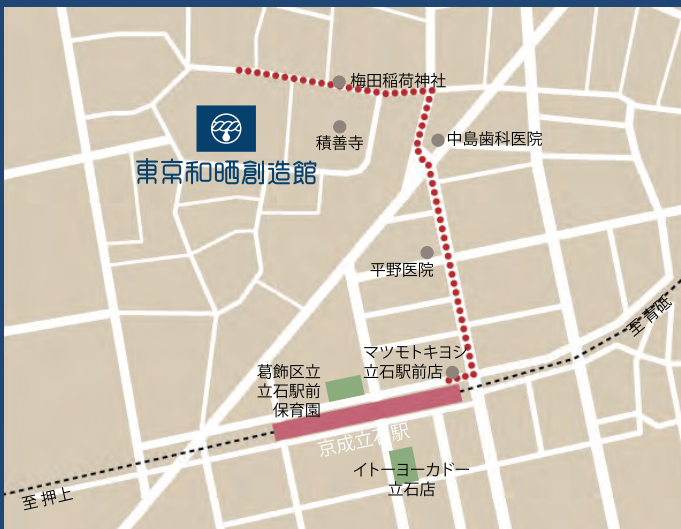 梅田稲荷神社
積善寺
中島歯科医院
東京和晒創造館
平野医院
至 青砥
マツモトキヨシ
立石駅前店
葛飾区立
立石駅前
保育園
京成立石駅
イトーヨーカドー
立石店
至 押上